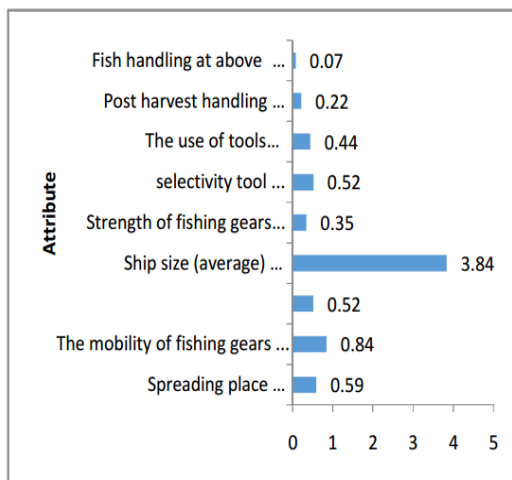 Fish handling at above ... 0.07
Post harvest handling ... 0.22
The use of tools... 0.44
selectivity tool ... 0.52
Strength of fishing gears... 0.35
Ship size (average) ... 3.84
0.52
The mobility of fishing gears ... 0.84
Spreading place ... 0.59
Attribute
0 1 2 3 4 5